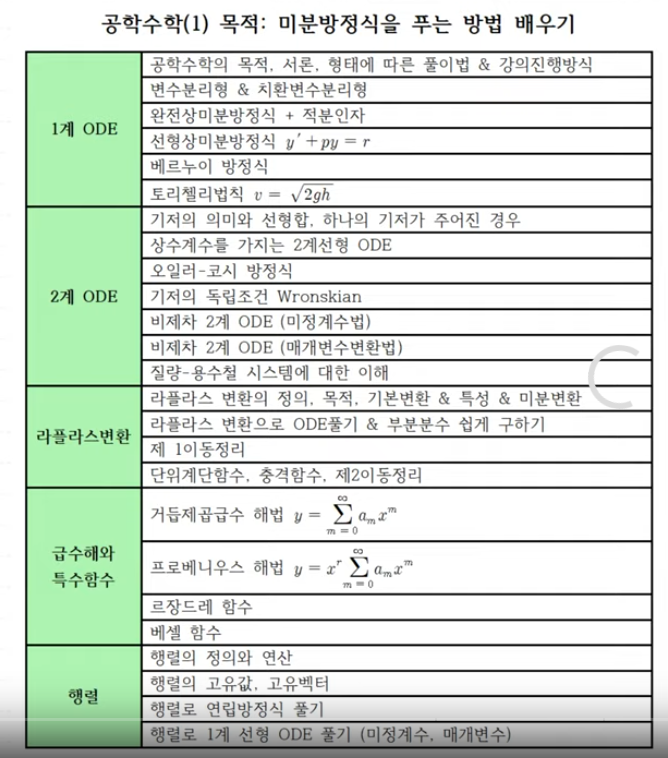 공학수학(1) 목적: 미분방정식을 푸는 방법 배우기
1계 ODE
공학수학의 목적, 서론, 형태에 따른 풀이법 & 강의진행방식
변수분리형 & 치환변수분리형
완전상미분방정식 + 적분인자
선형상미분방정식 y′ + py = r
베르누이 방정식
토리첼리법칙 v = √2gh
2계 ODE
기저의 의미와 선형합, 하나의 기저가 주어진 경우
상수계수를 가지는 2계선형 ODE
오일러-코시 방정식
기저의 독립조건 Wronskian
비제차 2계 ODE (미정계수법)
비제차 2계 ODE (매개변수변환법)
질량-용수철 시스템에 대한 이해
라플라스변환
라플라스 변환의 정의, 목적, 기본변환 & 특성 & 미분변환
라플라스 변환으로 ODE풀기 & 부분분수 쉽게 구하기
제 1이동정리
단위계단함수, 충격함수, 제2이동정리
급수해와
특수함수
거듭제곱급수 해법 y = ∑_{m=0}^{∞} a_m x^m
프로베니우스 해법 y = x^r ∑_{m=0}^{∞} a_m x^m
르장드레 함수
베셀 함수
행렬
행렬의 정의와 연산
행렬의 고유값, 고유벡터
행렬로 연립방정식 풀기
행렬로 1계 선형 ODE 풀기 (미정계수, 매개변수)